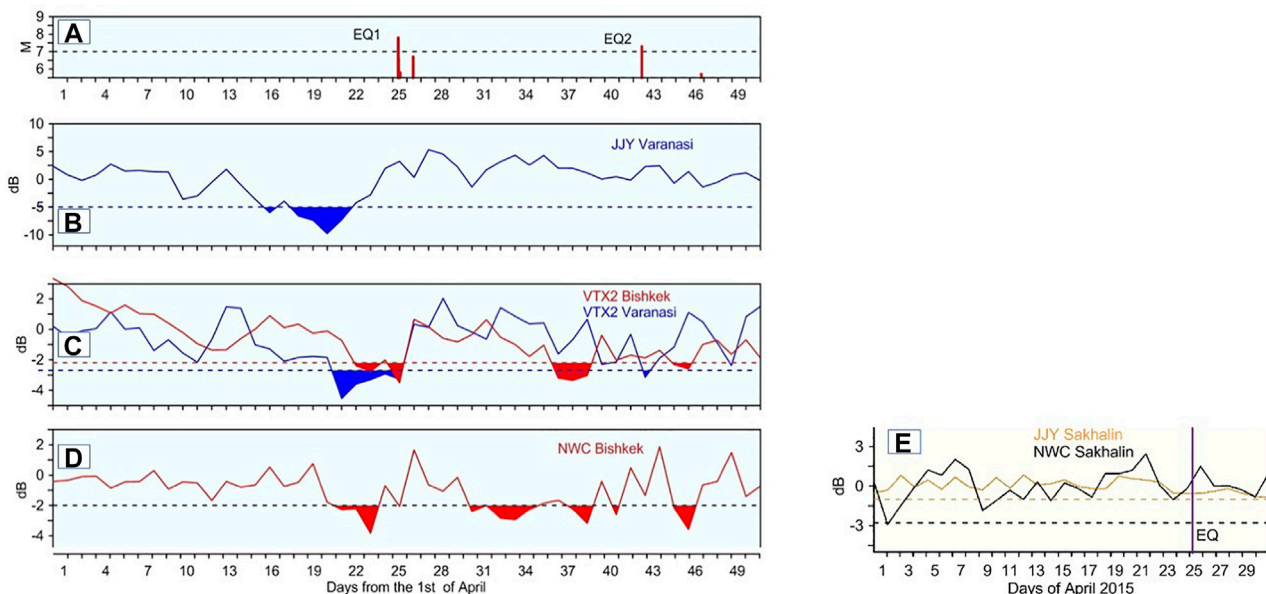 A
M
9
8
7
6
EQ1
EQ2
1 4 7 10 13 16 19 22 25 28 31 34 37 40 43 46 49
B
dB
10
5
0
-5
-10
JJY Varanasi
C
dB
2
0
-2
-4
VTX2 Bishkek
VTX2 Varanasi
D
dB
2
0
-2
-4
NWC Bishkek
1 4 7 10 13 16 19 22 25 28 31 34 37 40 43 46 49
Days from the 1st of April
E
dB
3
0
-3
JJY Sakhalin
NWC Sakhalin
EQ
1 3 5 7 9 11 13 15 17 19 21 23 25 27 29
Days of April 2015